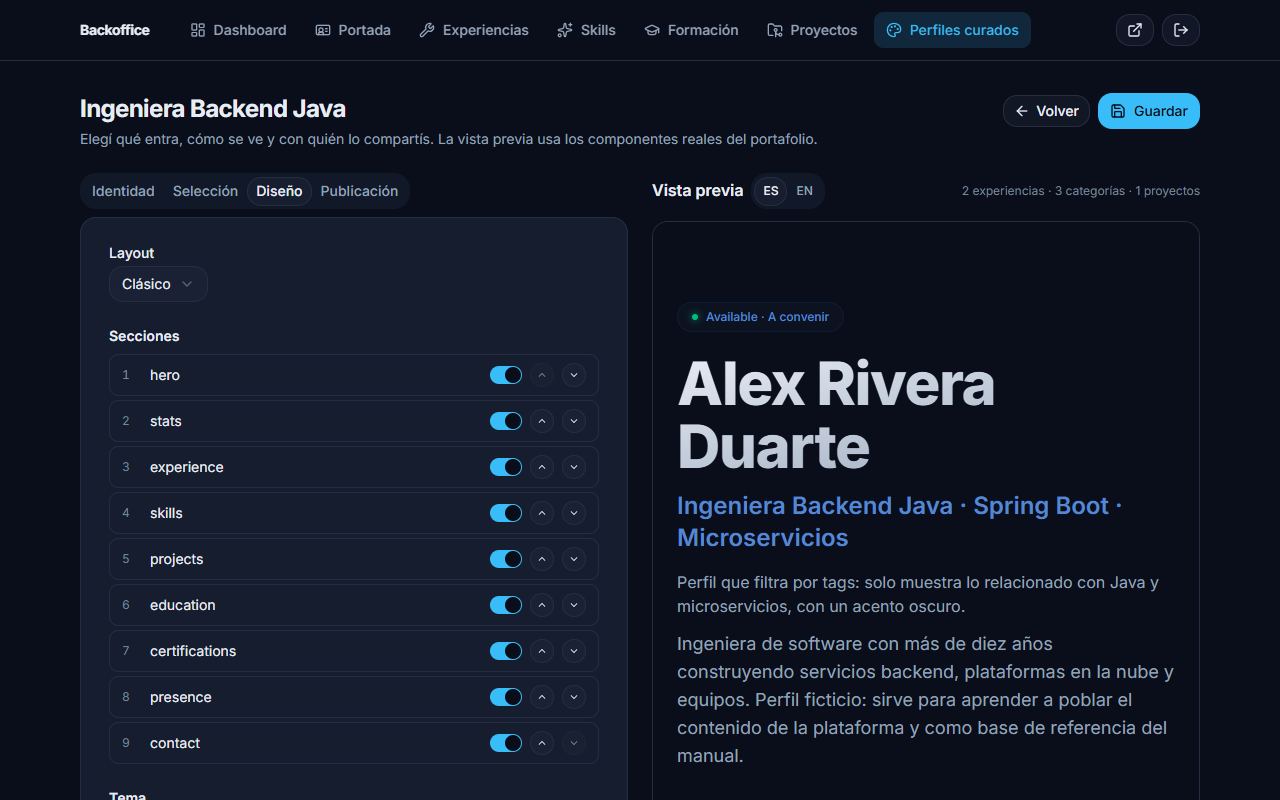 Backoffice
Dashboard
Portada
Experiencias
Skills
Formación
Proyectos
Perfiles curados
Ingeniera Backend Java
Elegí qué entra, cómo se ve y con quién lo compartís. La vista previa usa los componentes reales del portafolio.
Volver
Guardar
Identidad
Selección
Diseño
Publicación
Layout
Clásico
Secciones
1 hero
2 stats
3 experience
4 skills
5 projects
6 education
7 certifications
8 presence
9 contact
Tema
Vista previa
ES
EN
2 experiencias · 3 categorías · 1 proyectos
Available · A convenir
Alex Rivera
Duarte
Ingeniera Backend Java · Spring Boot ·
Microservicios
Perfil que filtra por tags: solo muestra lo relacionado con Java y
microservicios, con un acento oscuro.
Ingeniera de software con más de diez años
construyendo servicios backend, plataformas en la nube y
equipos. Perfil ficticio: sirve para aprender a poblar el
contenido de la plataforma y como base de referencia del
manual.